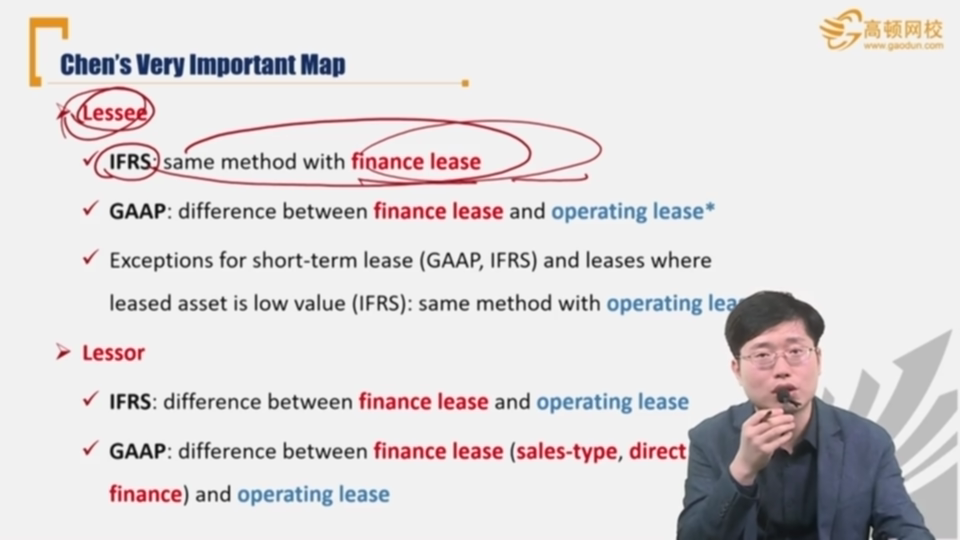 高顿网校
www.gaodun.com
Chen's Very Important Map
Lessee
IFRS: same method with finance lease
GAAP: difference between finance lease and operating lease*
Exceptions for short-term lease (GAAP, IFRS) and leases where
leased asset is low value (IFRS): same method with operating
Lessor
IFRS: difference between finance lease and operating lease
GAAP: difference between finance lease (sales-type, direct
finance) and operating lease